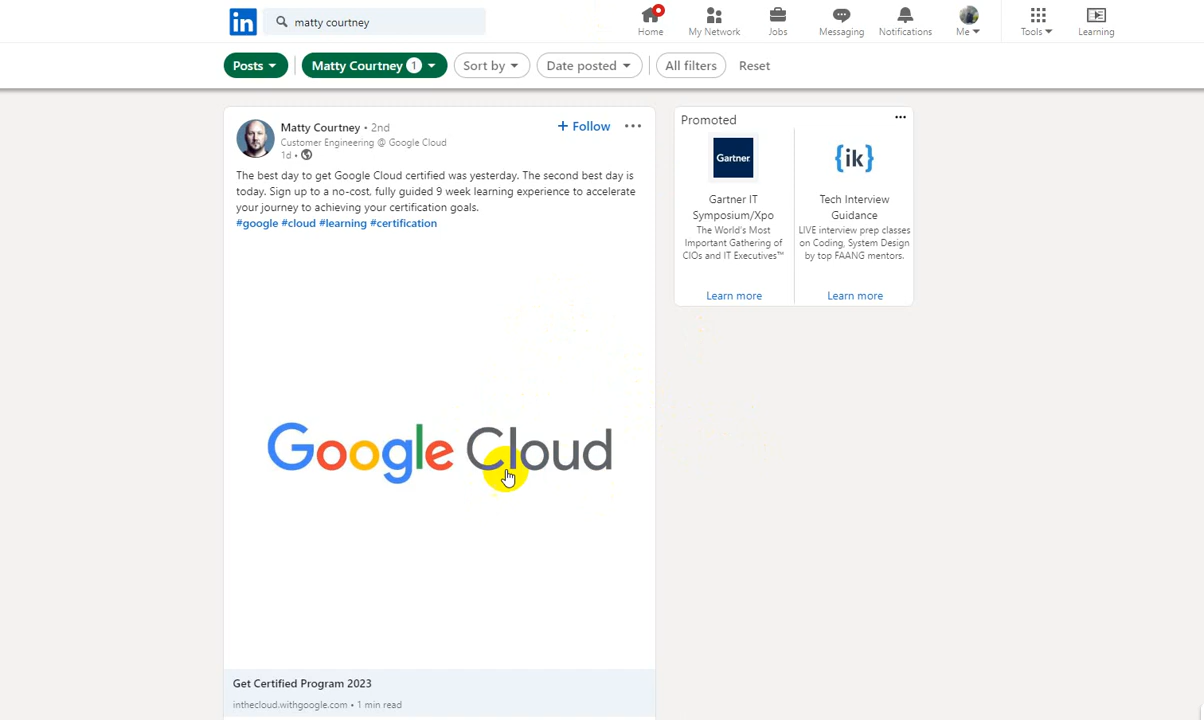 in
matty courtney
Home
My Network
Jobs
Messaging
Notifications
Me
Tools
Learning
Posts
Matty Courtney 1
Sort by
Date posted
All filters
Reset
Matty Courtney • 2nd
Customer Engineering @ Google Cloud
1d •
+ Follow
The best day to get Google Cloud certified was yesterday. The second best day is
today. Sign up to a no-cost, fully guided 9 week learning experience to accelerate
your journey to achieving your certification goals.
#google #cloud #learning #certification
Google Cloud
Get Certified Program 2023
inthecloud.withgoogle.com • 1 min read
Promoted
Gartner
Gartner IT
Symposium/Xpo
The World's Most
Important Gathering of
CIOs and IT Executives™
Learn more
{ik}
Tech Interview
Guidance
LIVE interview prep classes
on Coding, System Design
by top FAANG mentors.
Learn more